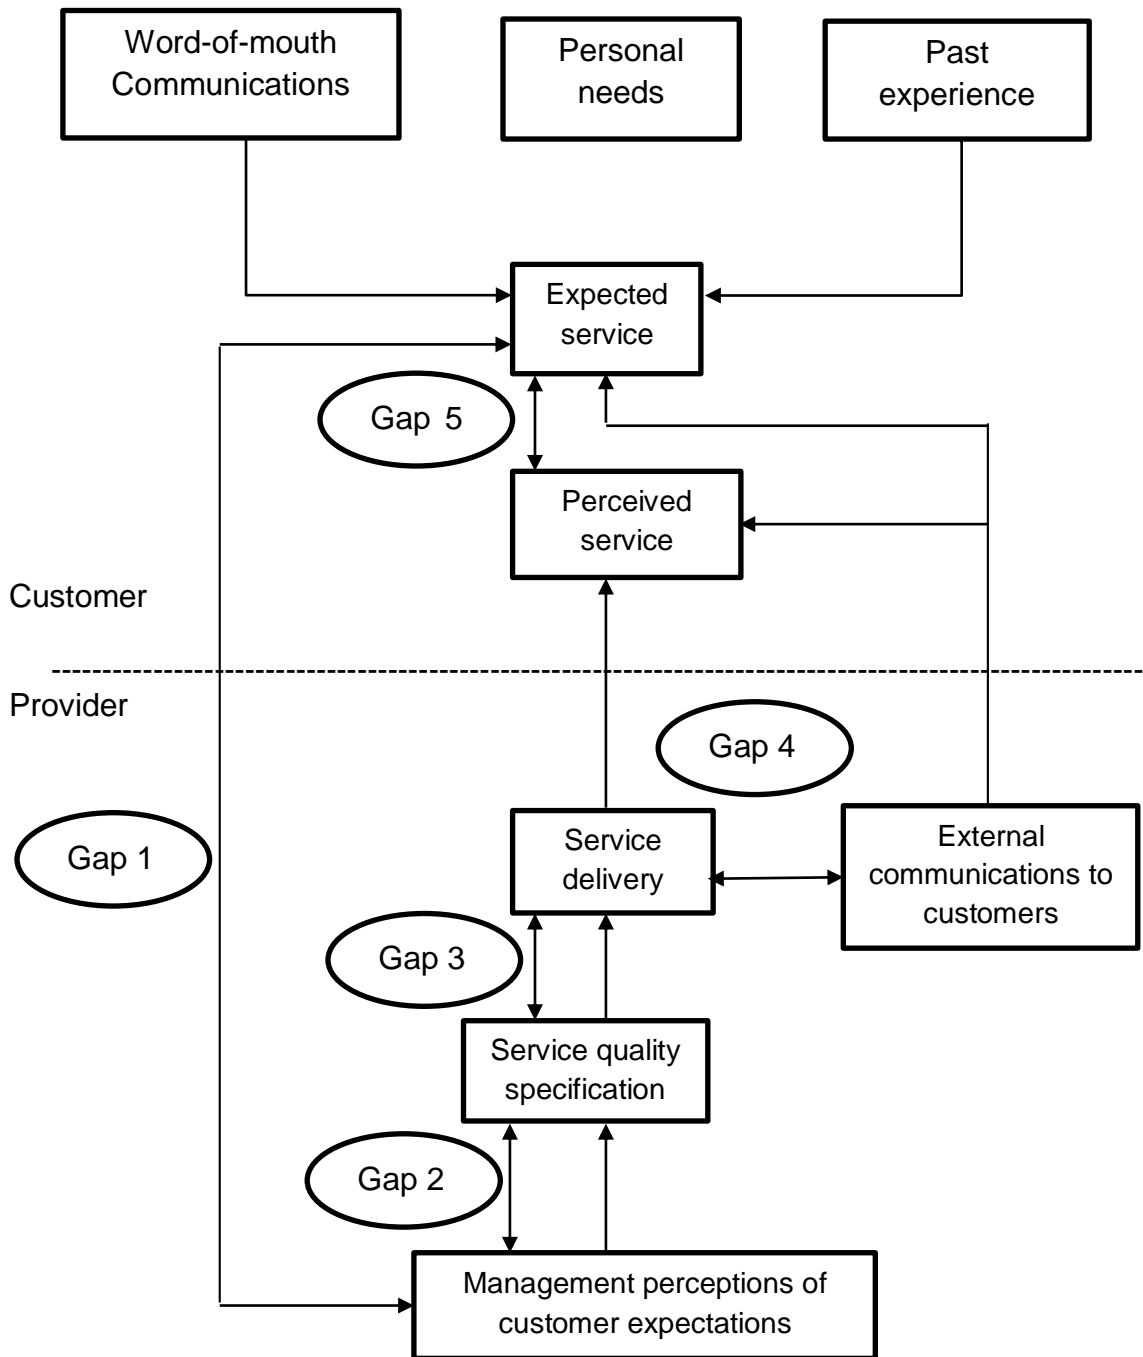 Word-of-mouth
Communications
Personal
needs
Past
experience
Expected
service
Gap 5
Perceived
service
Customer
Provider
Gap 4
Service
delivery
External
communications to
customers
Gap 1
Gap 3
Service quality
specification
Gap 2
Management perceptions of
customer expectations